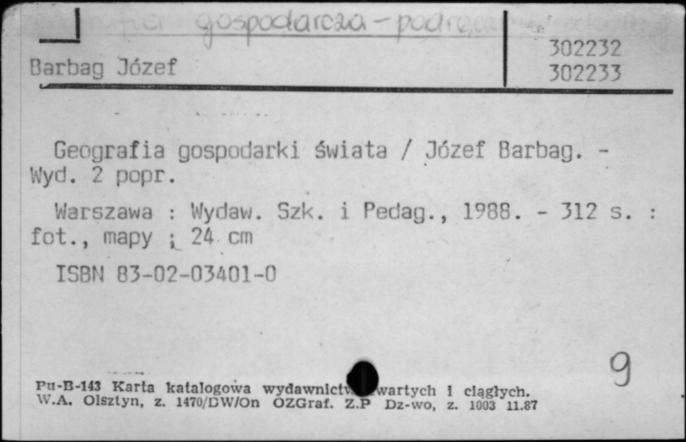 gospodarcza -
302232
Barbag Józef
302233
Geografia gospodarki świata / Józef Barbag. -
Wyd. 2 popr.
Warszawa : Wydaw. Szk. i Pedag., 1988. - 312 s. :
fot., mapy ; 24 cm
ISBN 83-02-03401-0
9
Pu-B-143 Karta katalogowa wartych i ciągłych.
W.A. Olsztyn, z. 1470/DW/On OZGraf. Z.P Dz-wo, z. 1003 11.87